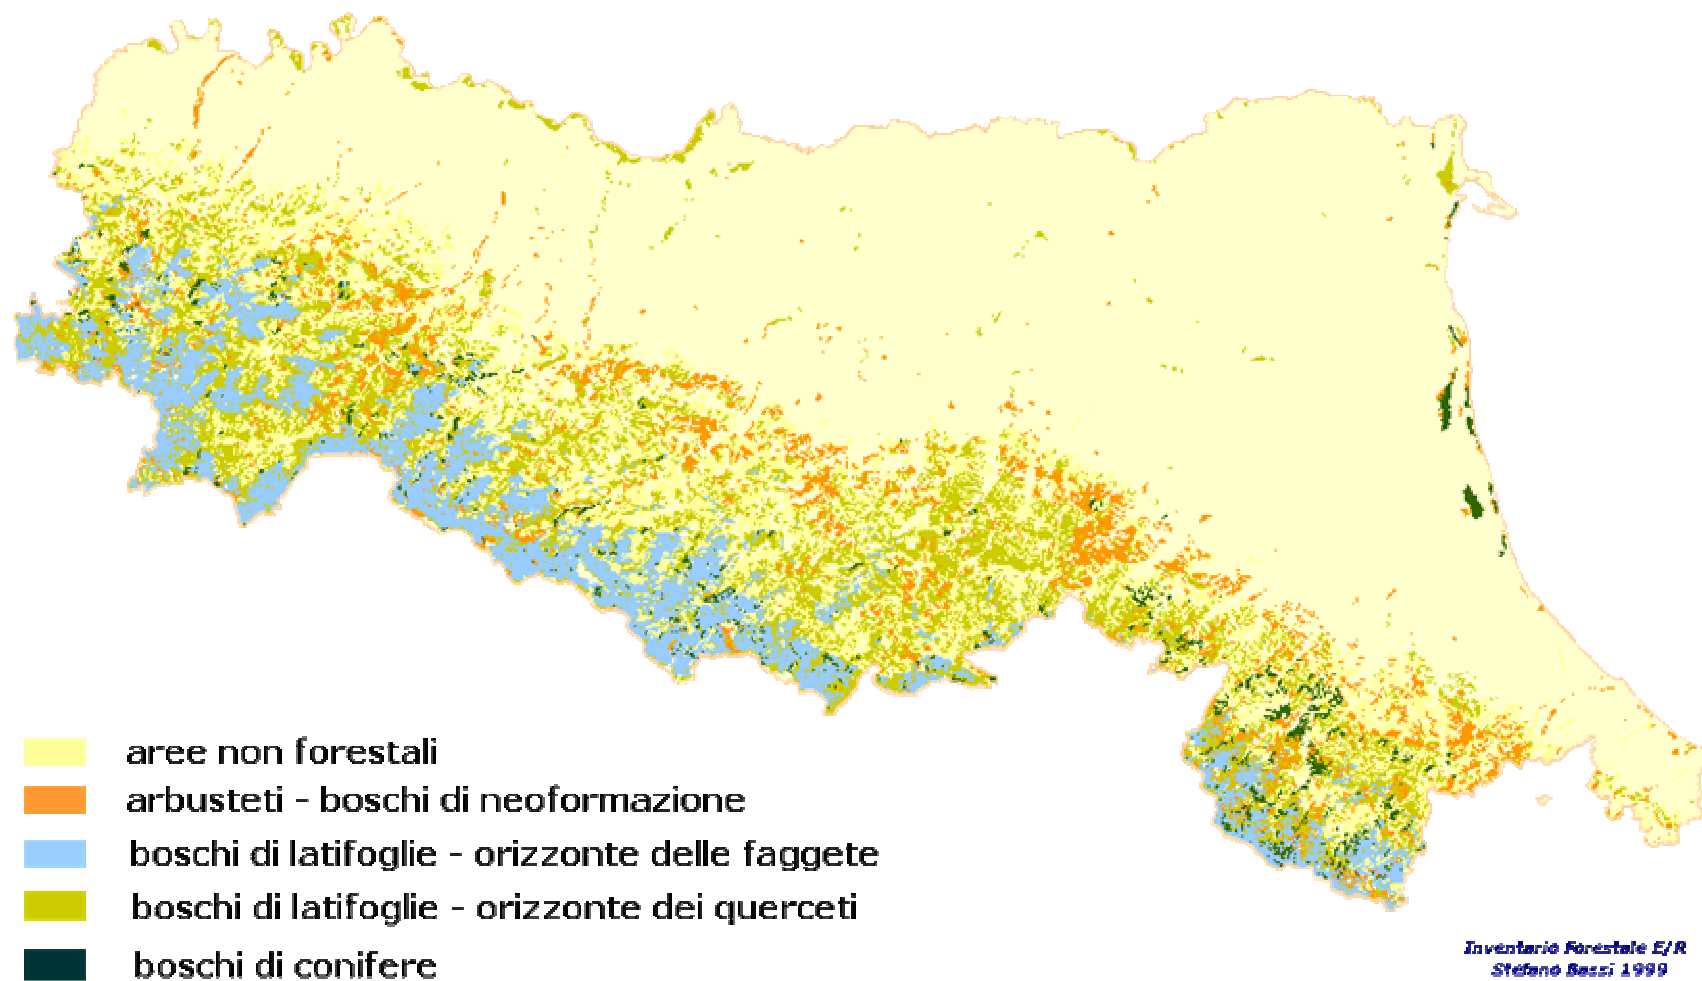 aree non forestali
arbusteti - boschi di neoformazione
boschi di latifoglie - orizzonte delle faggete
boschi di latifoglie - orizzonte dei querceti
boschi di conifere
Inventario Forestale E/R
Stefano Bassi 1999